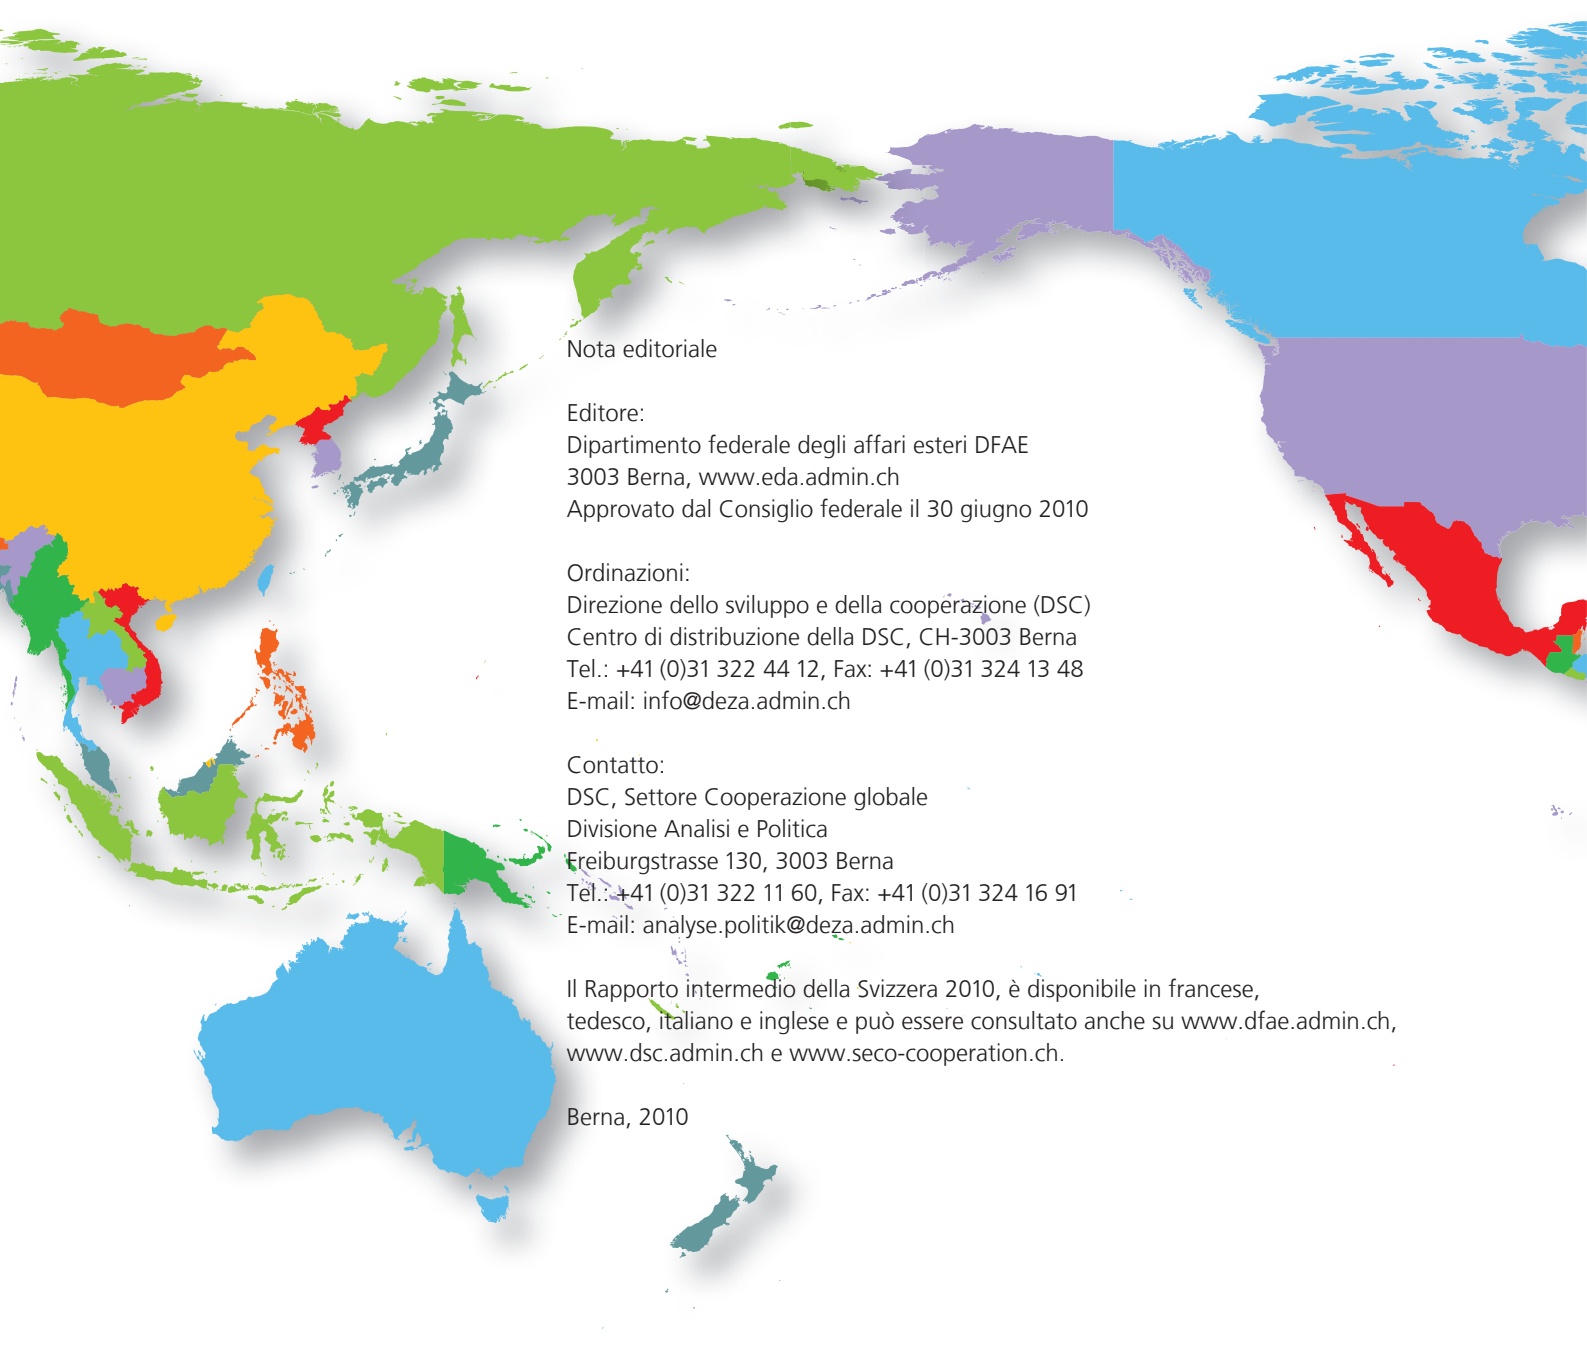 Nota editoriale
Editore:
Dipartimento federale degli affari esteri DFAE
3003 Berna, www.eda.admin.ch
Approvato dal Consiglio federale il 30 giugno 2010
Ordinazioni:
Direzione dello sviluppo e della cooperazione (DSC)
Centro di distribuzione della DSC, CH-3003 Berna
Tel.: +41 (0)31 322 44 12, Fax: +41 (0)31 324 13 48
E-mail: info@deza.admin.ch
Contatto:
DSC, Settore Cooperazione globale
Divisione Analisi e Politica
Freiburgstrasse 130, 3003 Berna
Tel.: +41 (0)31 322 11 60, Fax: +41 (0)31 324 16 91
E-mail: analyse.politik@deza.admin.ch
Il Rapporto intermedio della Svizzera 2010, è disponibile in francese,
tedesco, italiano e inglese e può essere consultato anche su www.dfae.admin.ch,
www.dsc.admin.ch e www.seco-cooperation.ch.
Berna, 2010